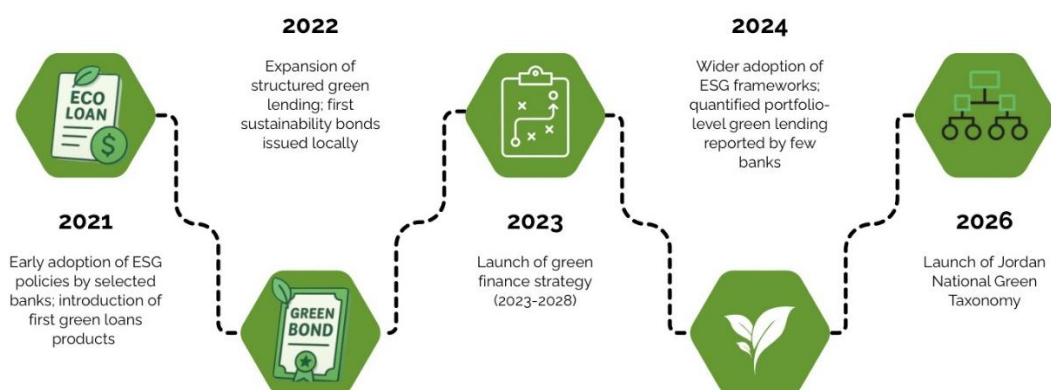 2021
Early adoption of ESG
policies by selected
banks; introduction of
first green loans
products
ECO
LOAN
$
2022
Expansion of
structured green
lending; first
sustainability bonds
issued locally
GREEN
BOND
2023
Launch of green
finance strategy
(2023-2028)
2024
Wider adoption of
ESG frameworks;
quantified portfolio-
level green lending
reported by few
banks
2026
Launch of Jordan
National Green
Taxonomy